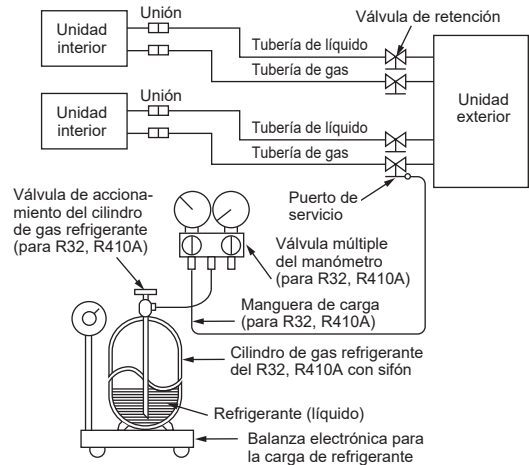 Unión
Válvula de retención
Unidad
interior
Tubería de líquido
Tubería de gas
Unidad
exterior
Unión
Unidad
interior
Tubería de líquido
Tubería de gas
Válvula de acciona-
miento del cilindro
de gas refrigerante
(para R32, R410A)
Puerto de
servicio
Válvula múltiple
del manómetro
(para R32, R410A)
Manguera de carga
(para R32, R410A)
Cilindro de gas refrigerante
del R32, R410A con sifón
Refrigerante (líquido)
Balanza electrónica para
la carga de refrigerante